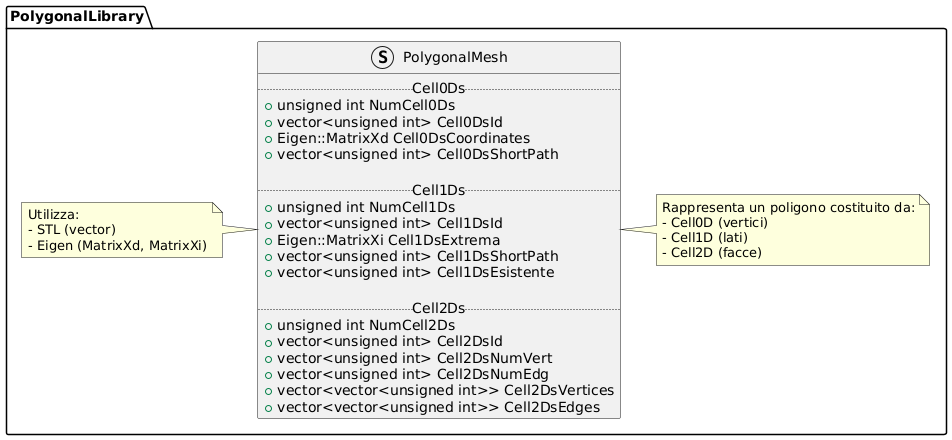 PolygonalLibrary
S PolygonalMesh
Cell0Ds
unsigned int NumCell0Ds
vector<unsigned int> Cell0DsId
Eigen::MatrixXd Cell0DsCoordinates
vector<unsigned int> Cell0DsShortPath
Cell1Ds
unsigned int NumCell1Ds
vector<unsigned int> Cell1DsId
Eigen::MatrixXi Cell1DsExtrema
vector<unsigned int> Cell1DsShortPath
vector<unsigned int> Cell1DsEsistente
Cell2Ds
unsigned int NumCell2Ds
vector<unsigned int> Cell2DsId
vector<unsigned int> Cell2DsNumVert
vector<unsigned int> Cell2DsNumEdg
vector<vector<unsigned int>> Cell2DsVertices
vector<vector<unsigned int>> Cell2DsEdges
Utilizza:
- STL (vector)
- Eigen (MatrixXd, MatrixXi)
Rappresenta un poligono costituito da:
- Cell0D (vertici)
- Cell1D (lati)
- Cell2D (facce)